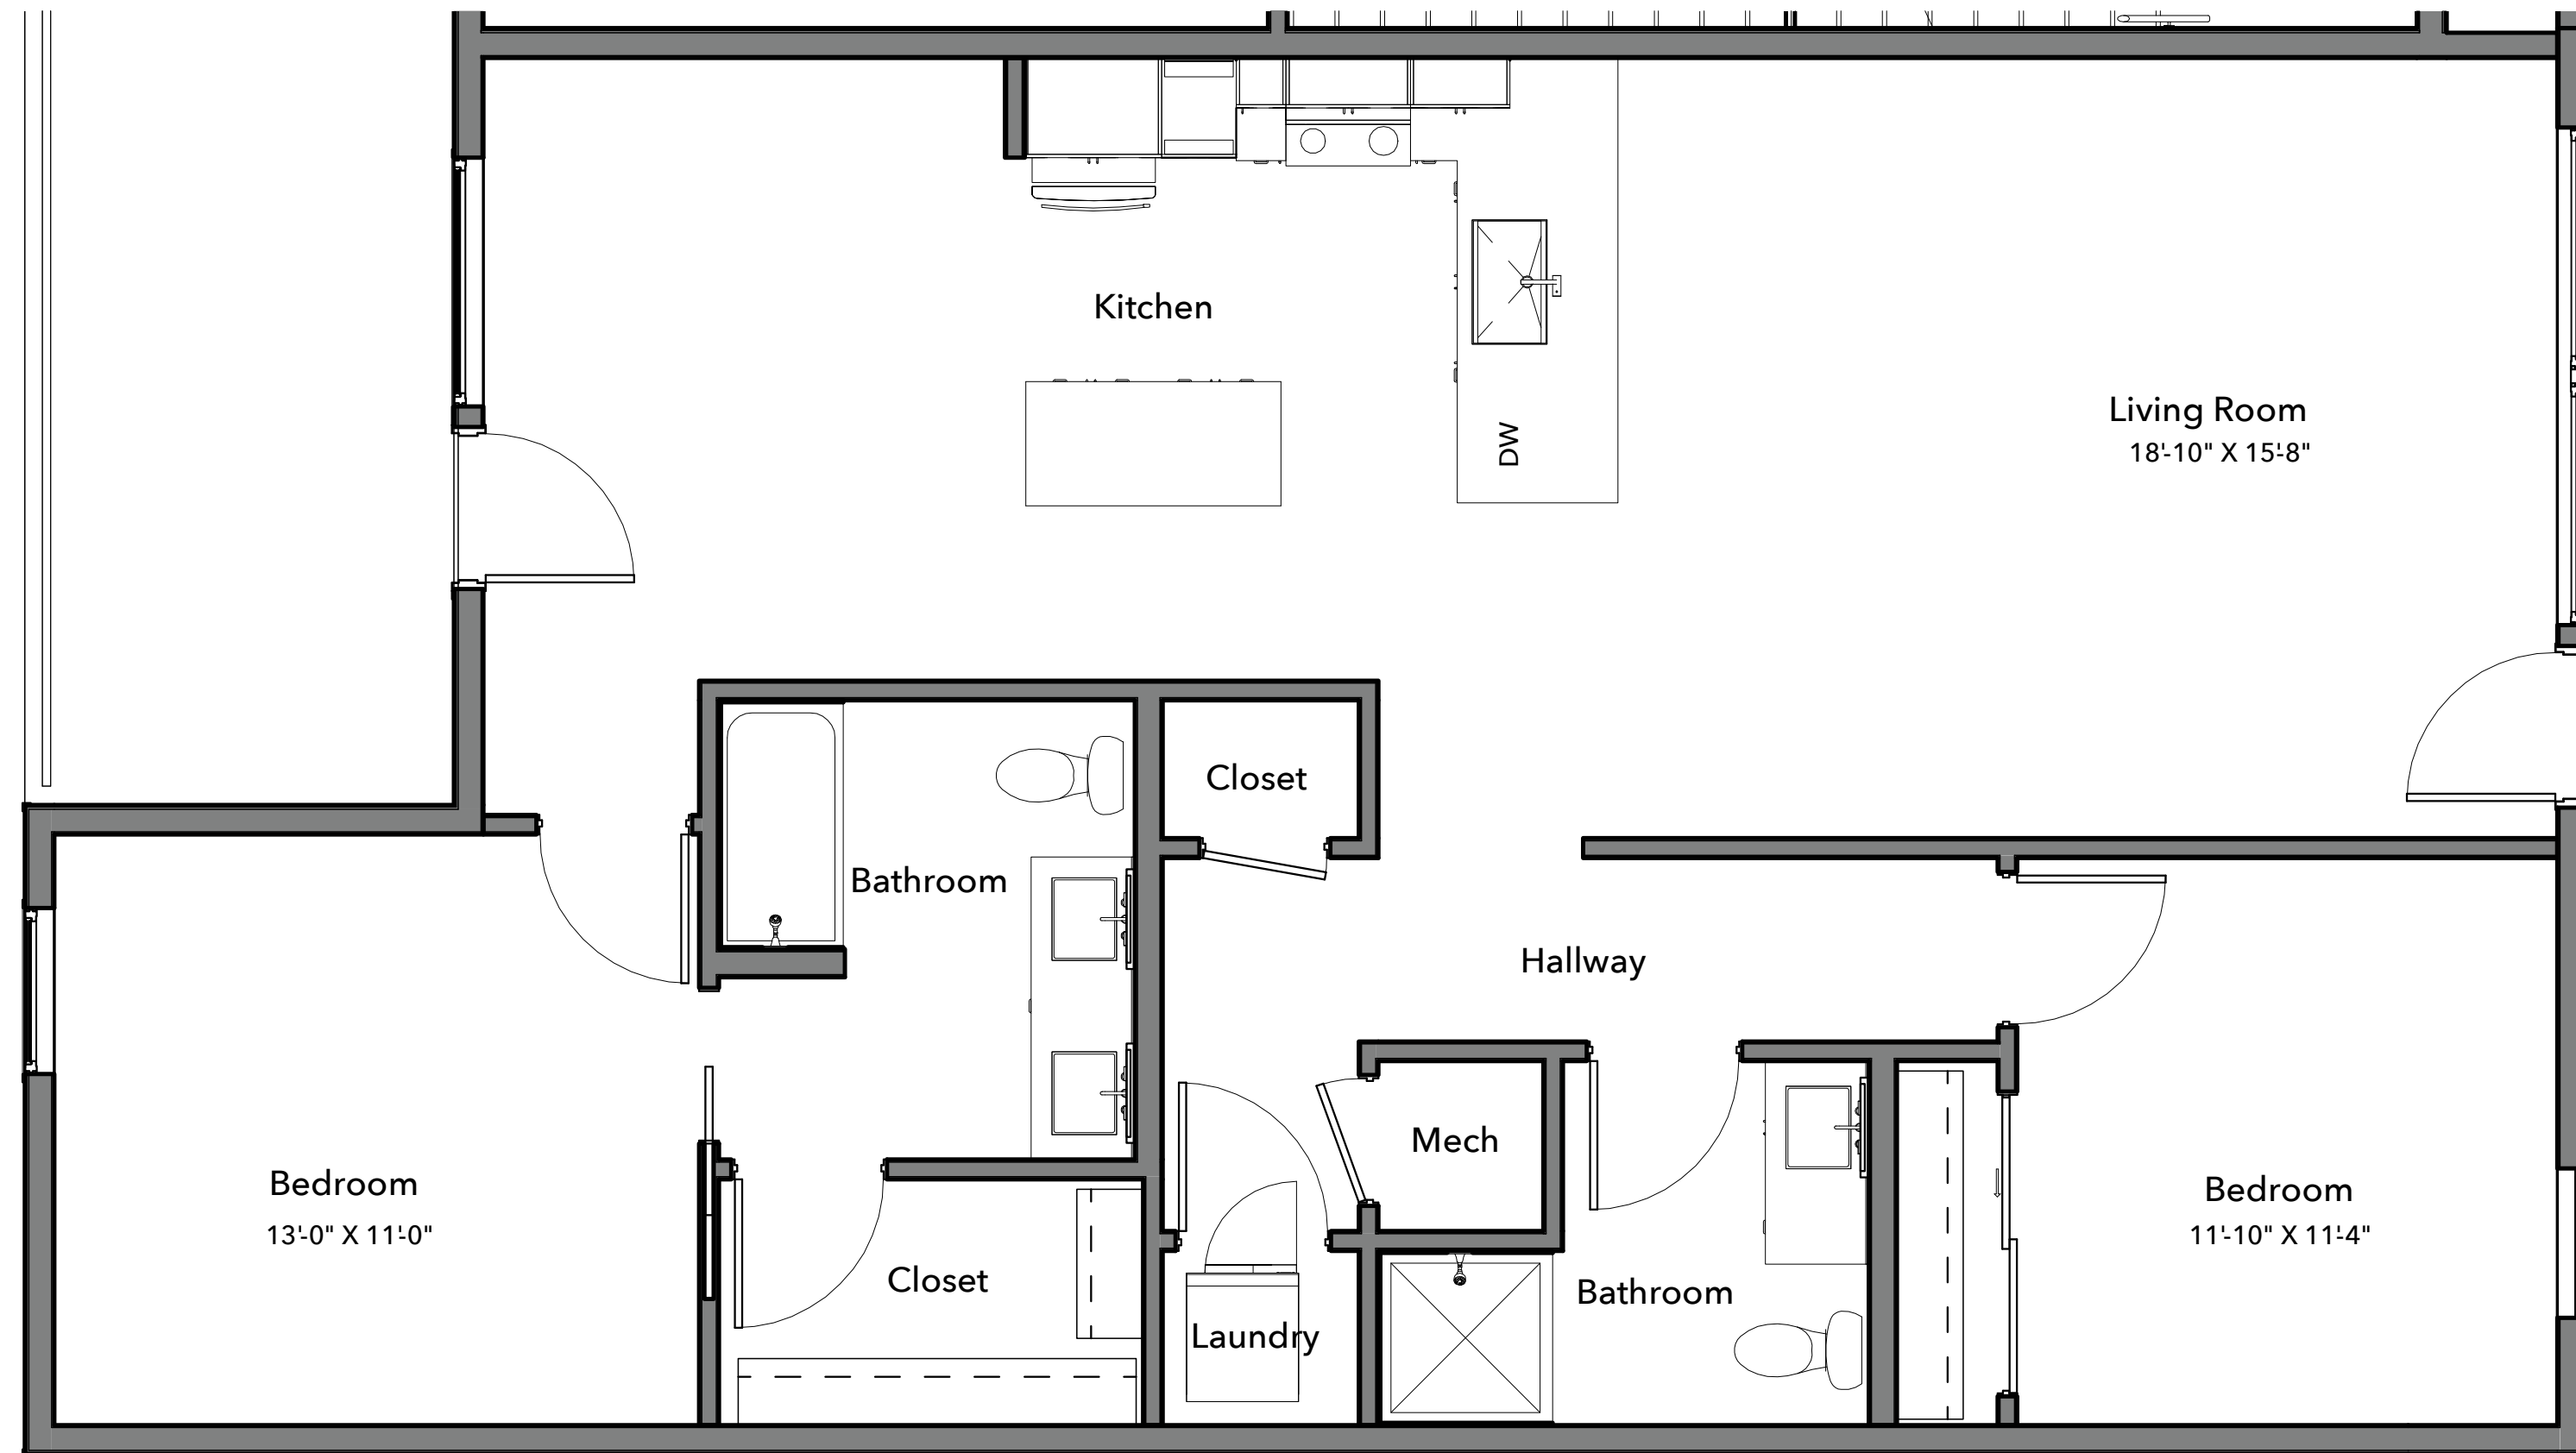 Kitchen
DW
Living Room
18'-10" X 15'-8"
Closet
Bathroom
Hallway
Mech
Bedroom
13'-0" X 11'-0"
Bedroom
11'-10" X 11'-4"
Closet
Bathroom
Laundry